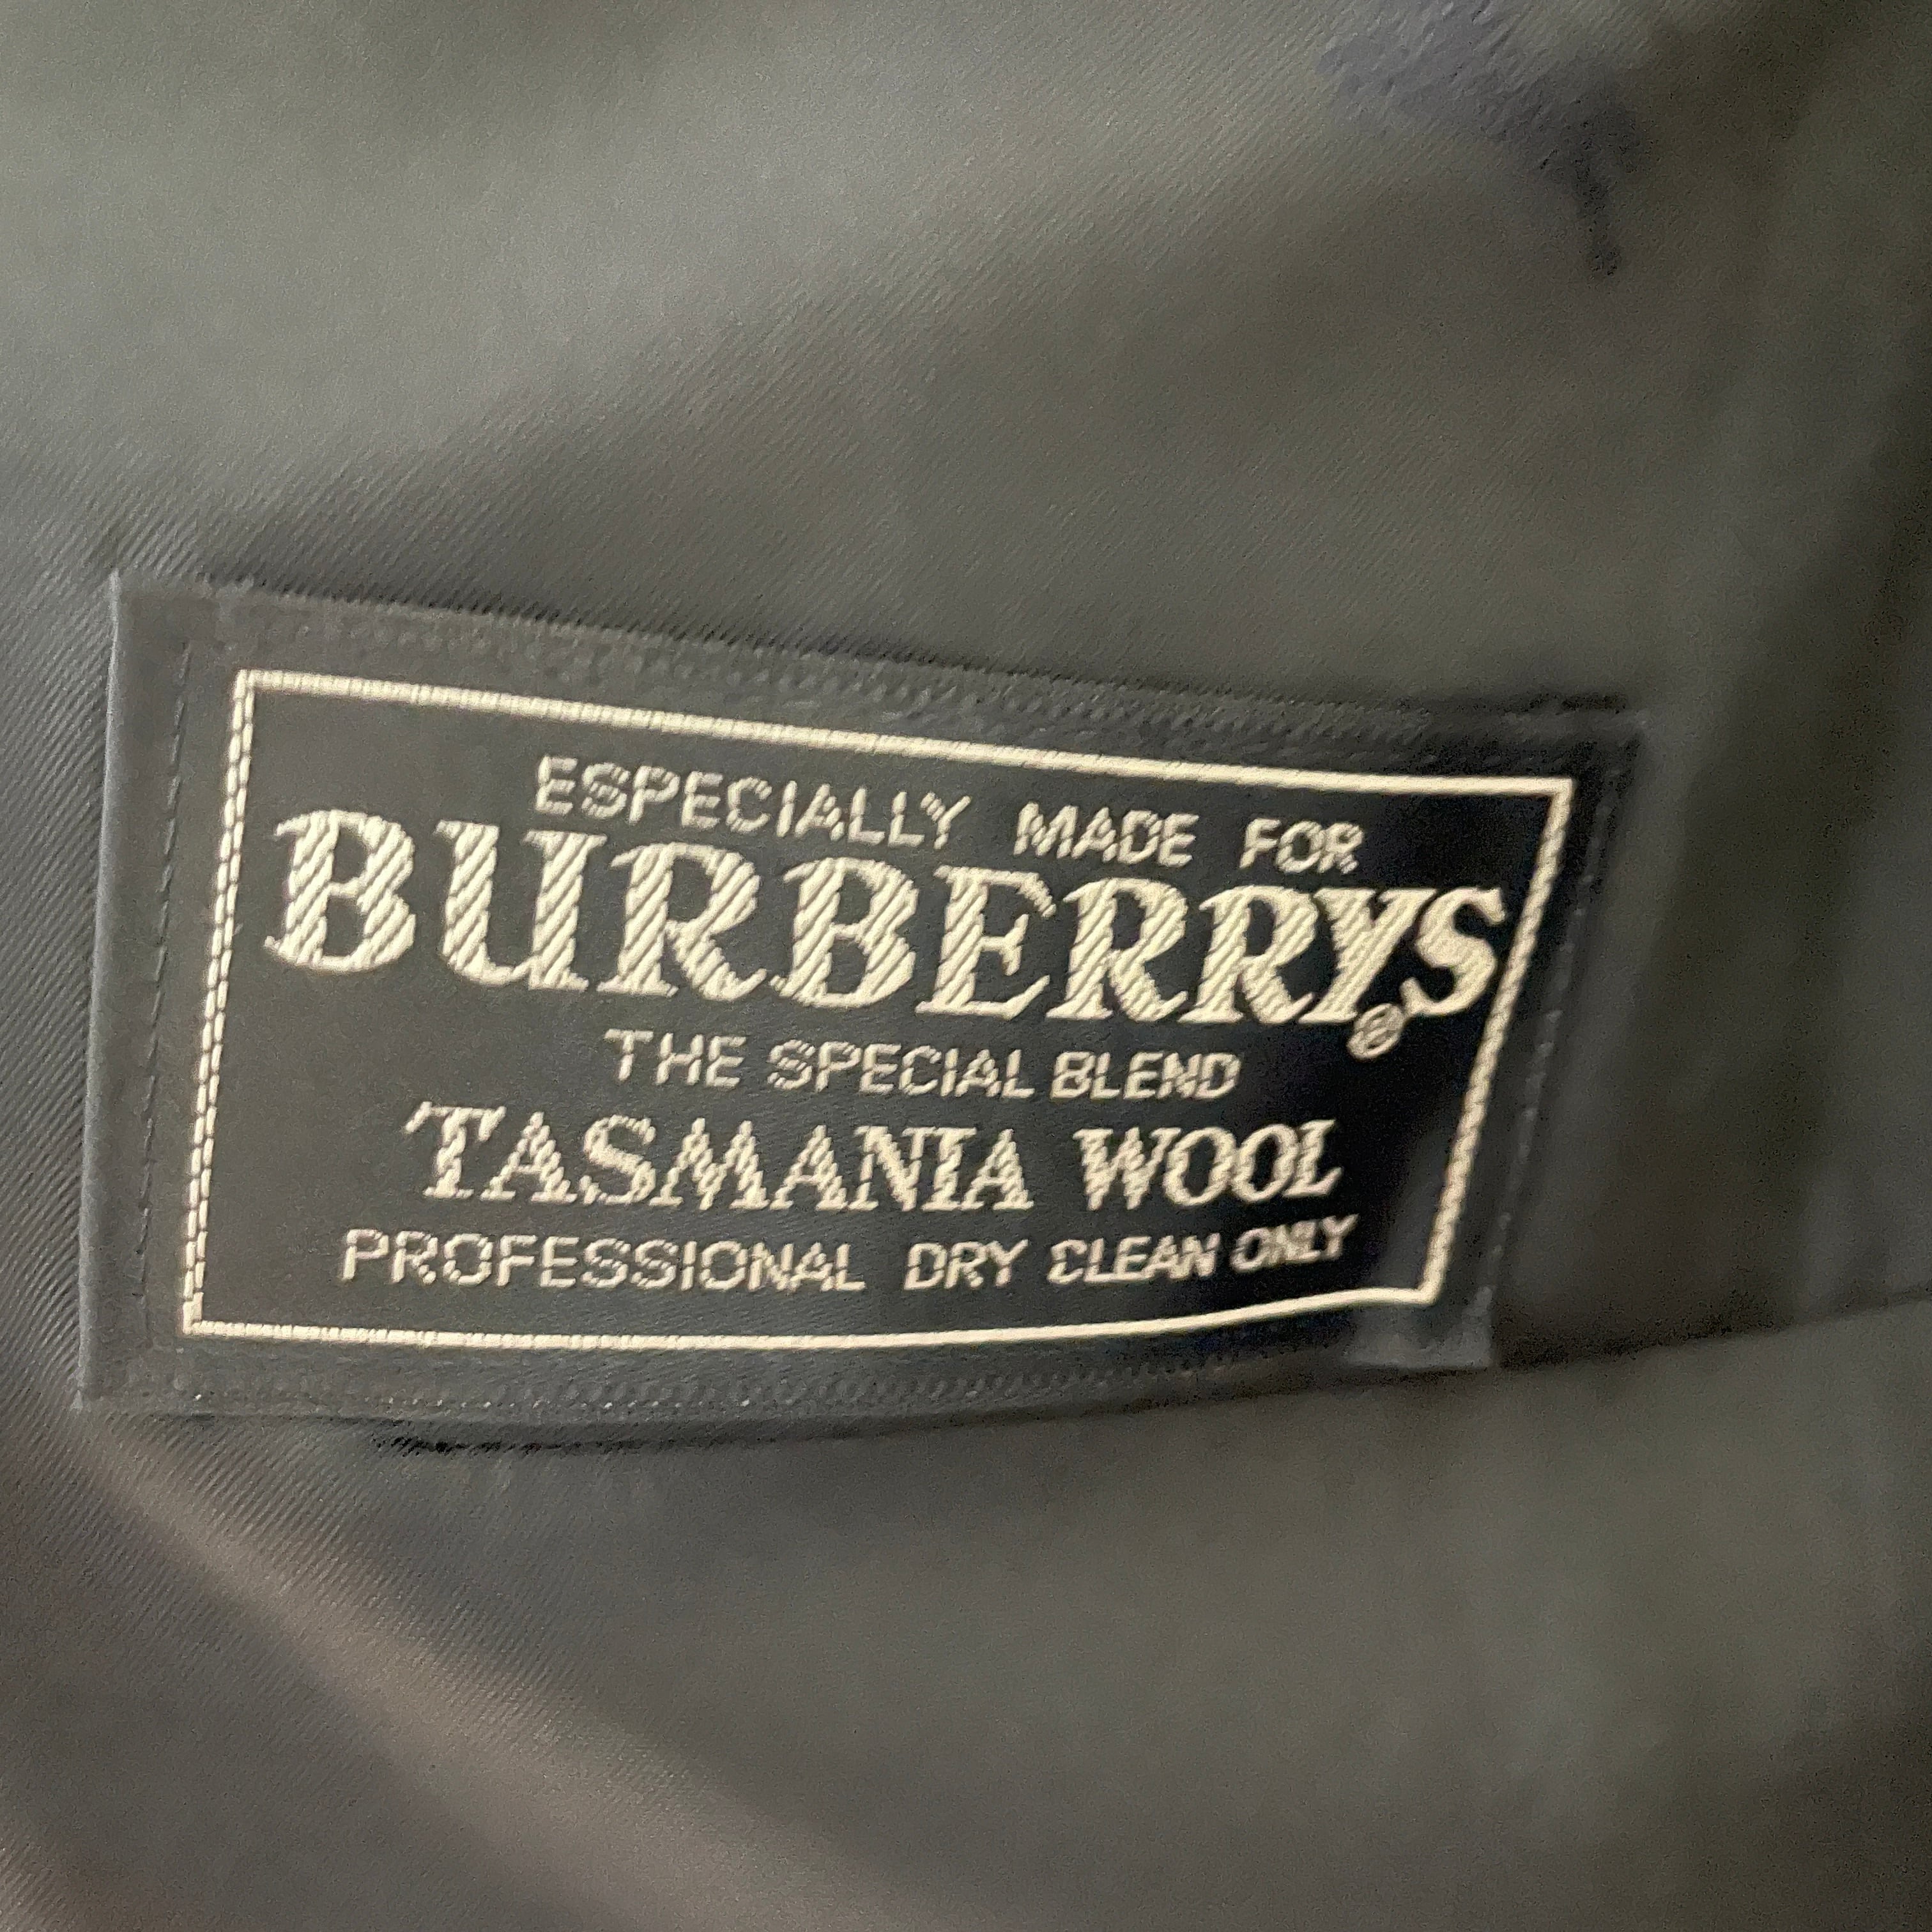 ESPECIALLY MADE FOR
BURBERRYS®
THE SPECIAL BLEND
TASMANIA WOOL
PROFESSIONAL DRY CLEAN ONLY